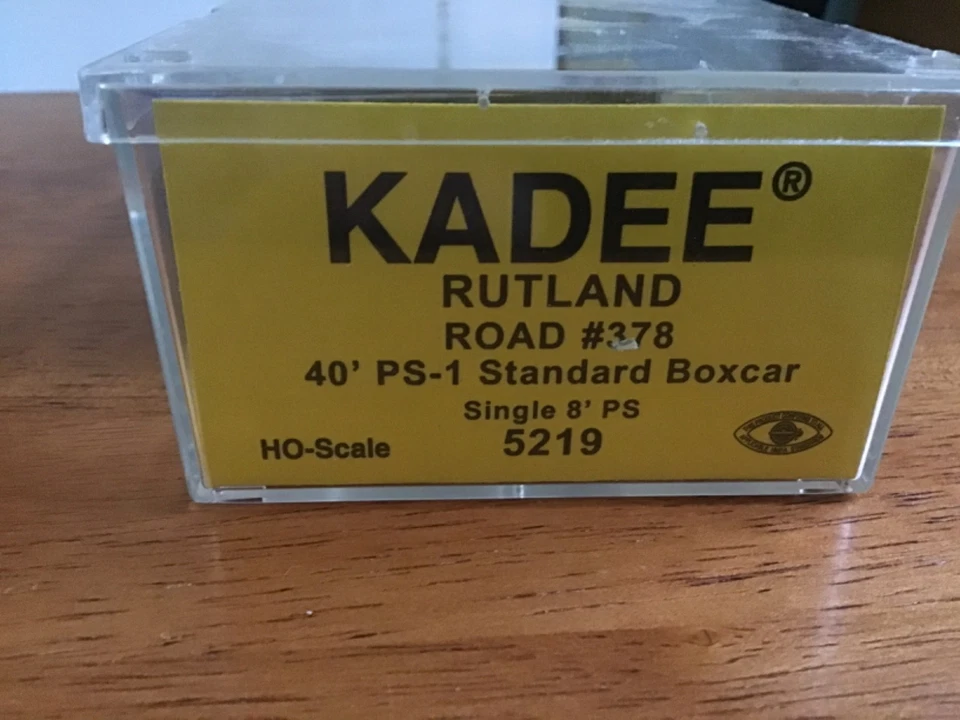 KADEE®
RUTLAND
ROAD #378
40' PS-1 Standard Boxcar
Single 8' PS
HO-Scale 5219